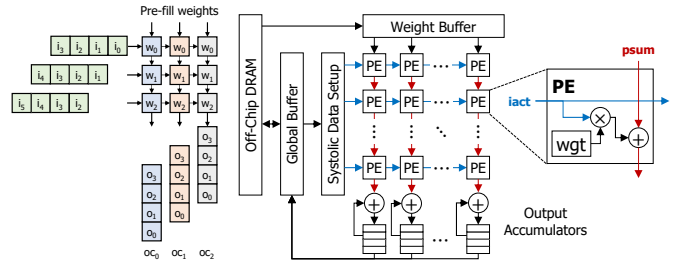 Pre-fill weights
i3 i2 i1 i0
w0 w0 w0
i4 i3 i2 i1
w1 w1 w1
i5 i4 i3 i2
w2 w2 w2
o3 o2 o1 o0
o3 o2 o1 o0
o3 o2 o1 o0
oc0 oc1 oc2
Off-Chip DRAM
Global Buffer
Systolic Data Setup
Weight Buffer
PE PE ... PE
PE PE ... PE
PE PE ... PE
Output
Accumulators
psum
PE
iact
wgt